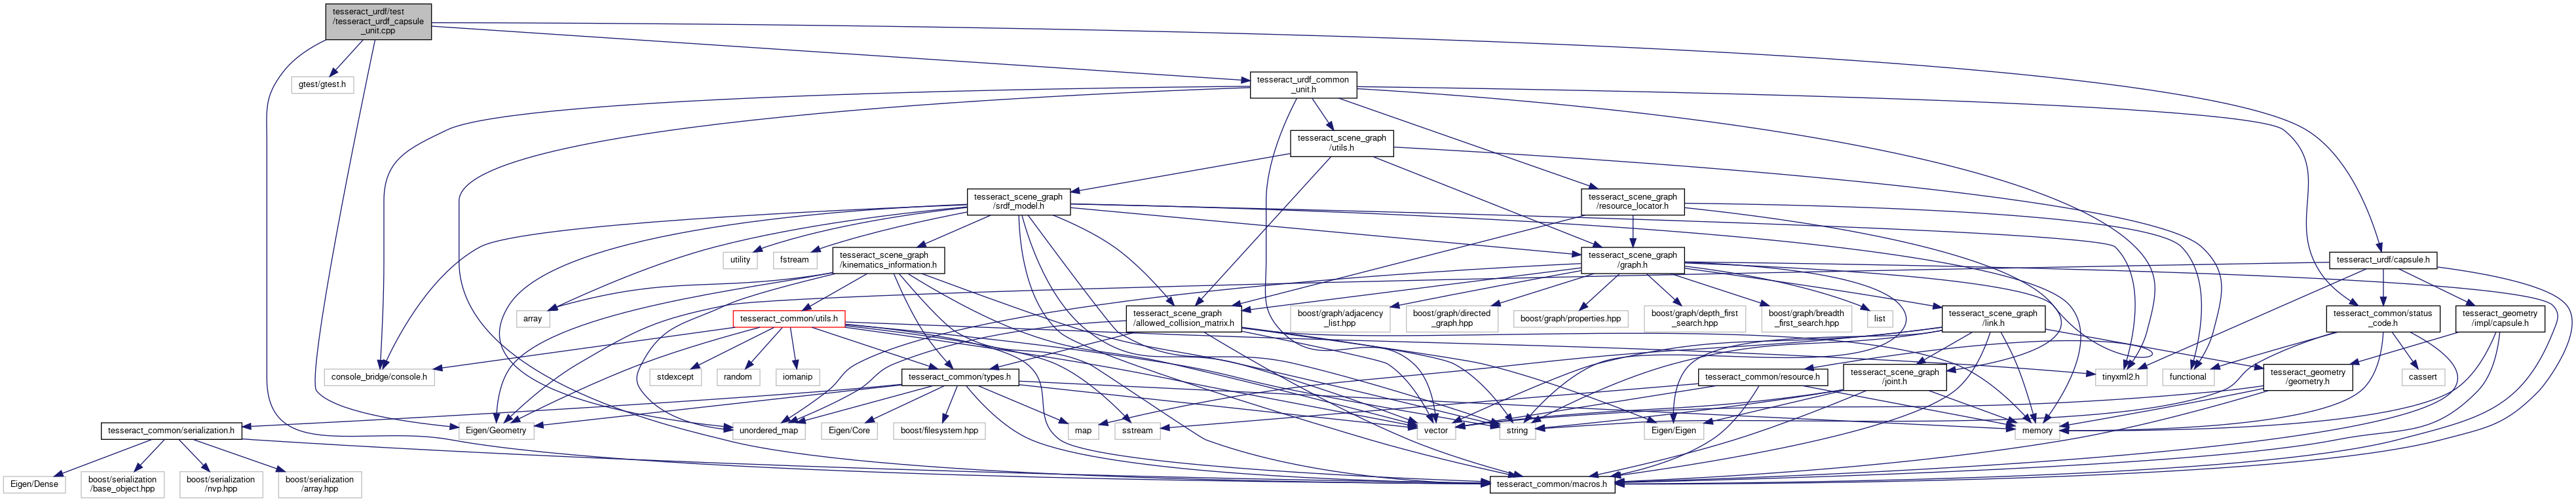 tesseract_urdf/test
/tesseract_urdf_capsule
_unit.cpp
gtest/gtest.h
tesseract_urdf_common
_unit.h
tesseract_scene_graph
/utils.h
tesseract_scene_graph
/srdf_model.h
tesseract_scene_graph
/resource_locator.h
utility
fstream
tesseract_scene_graph
/kinematics_information.h
tesseract_scene_graph
/graph.h
tesseract_urdf/capsule.h
array
tesseract_common/utils.h
tesseract_scene_graph
/allowed_collision_matrix.h
boost/graph/adjacency
_list.hpp
boost/graph/directed
_graph.hpp
boost/graph/properties.hpp
boost/graph/depth_first
_search.hpp
boost/graph/breadth
_first_search.hpp
list
tesseract_scene_graph
/link.h
tesseract_common/status
_code.h
tesseract_geometry
/impl/capsule.h
console_bridge/console.h
stdexcept
random
iomanip
tesseract_common/types.h
tesseract_common/resource.h
tesseract_scene_graph
/joint.h
tinyxml2.h
functional
tesseract_geometry
/geometry.h
cassert
tesseract_common/serialization.h
Eigen/Geometry
unordered_map
Eigen/Core
boost/filesystem.hpp
map
sstream
vector
string
Eigen/Eigen
memory
Eigen/Dense
boost/serialization
/base_object.hpp
boost/serialization
/nvp.hpp
boost/serialization
/array.hpp
tesseract_common/macros.h